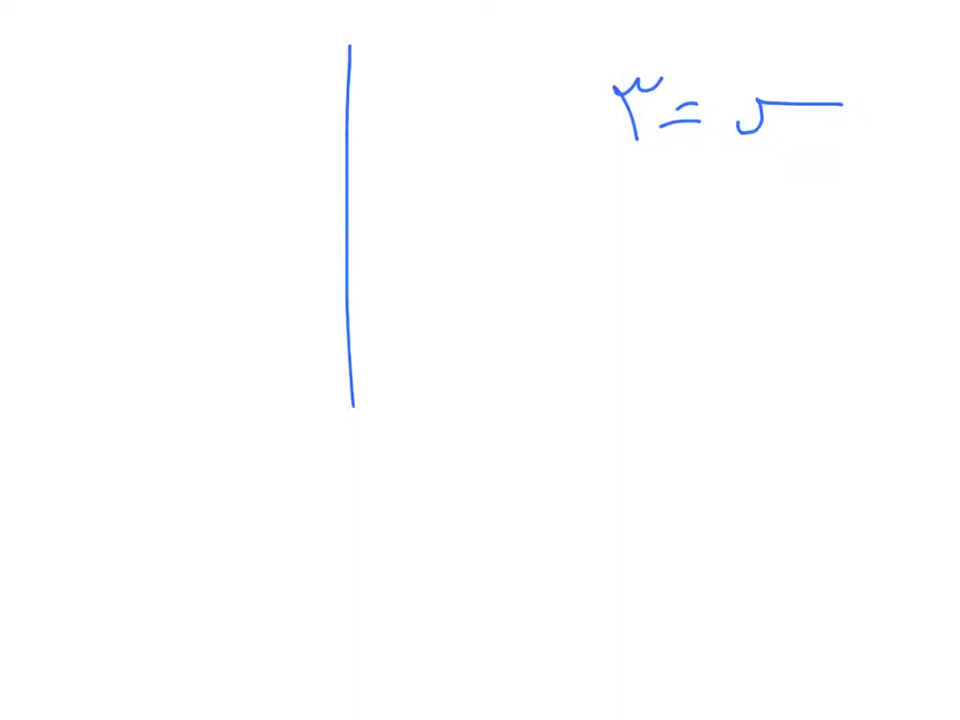 س = ٣